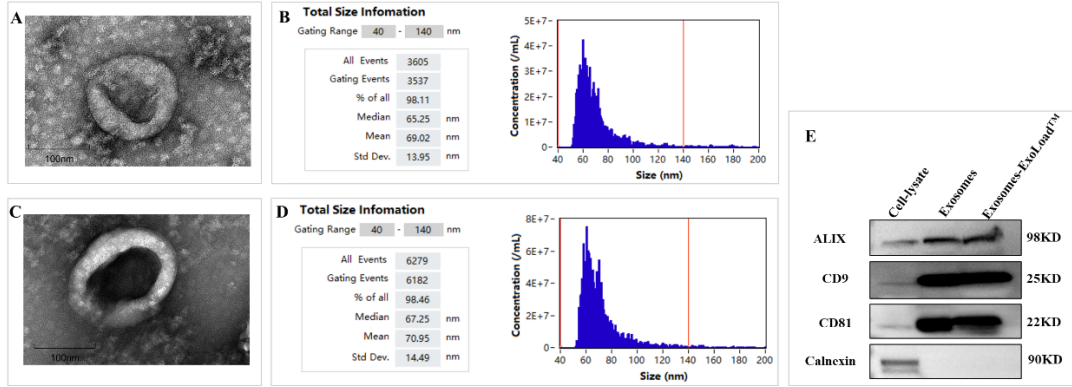 A
100nm
B
Total Size Infomation
Gating Range 40 - 140 nm
All Events 3605
Gating Events 3537
% of all 98.11
Median 65.25 nm
Mean 69.02 nm
Std Dev. 13.95 nm
Concentration (/mL)
5E+7
4E+7
3E+7
2E+7
1E+7
0
40 60 80 100 120 140 160 180 200
Size (nm)
C
100nm
D
Total Size Infomation
Gating Range 40 - 140 nm
All Events 6279
Gating Events 6182
% of all 98.46
Median 67.25 nm
Mean 70.95 nm
Std Dev. 14.49 nm
Concentration (/mL)
8E+7
6E+7
4E+7
2E+7
0
40 60 80 100 120 140 160 180 200
Size (nm)
E
Cell-lysate
Exosomes
Exosomes-ExoLoad™
ALIX 98KD
CD9 25KD
CD81 22KD
Calnexin 90KD